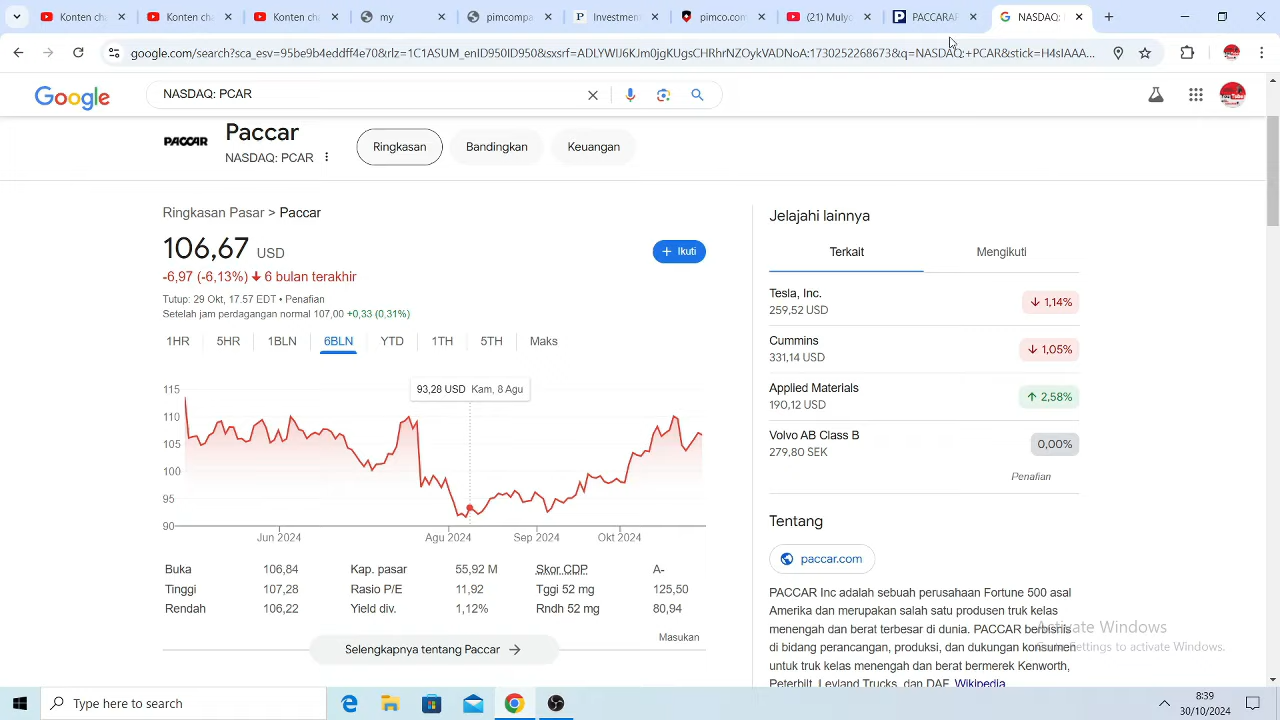 Konten ch
Konten ch
Konten ch
my
pimcompa
Investment
pimco.com
(21) Mulyo
PACCAR A
NASDAQ:
google.com/search?sca_esv=95be9b4eddff4e70&rlz=1C1ASUM_enID950ID950&sxsrf=ADLYWIJ6KJm0jgKUgsCHRhrNZOykVADNoA:1730252268673&q=NASDAQ:+PCAR&stick=H4sIAAA...
Google
NASDAQ: PCAR
PACCAR
Paccar
NASDAQ: PCAR
Ringkasan
Bandingkan
Keuangan
Ringkasan Pasar > Paccar
106,67 USD
+ Ikuti
-6,97 (-6,13%) ↓ 6 bulan terakhir
Tutup: 29 Okt, 17.57 EDT • Penafian
Setelah jam perdagangan normal 107,00 +0,33 (0,31%)
1HR 5HR 1BLN 6BLN YTD 1TH 5TH Maks
93,28 USD Kam, 8 Agu
115
110
105
100
95
90
Jun 2024 Agu 2024 Sep 2024 Okt 2024
Buka 106,84 Kap. pasar 55,92 M Skor CDP A-
Tinggi 107,28 Rasio P/E 11,92 Tggi 52 mg 125,50
Rendah 106,22 Yield div. 1,12% Rndh 52 mg 80,94
Masukan
Selengkapnya tentang Paccar →
Jelajahi lainnya
Terkait Mengikuti
Tesla, Inc.
259,52 USD
↓ 1,14%
Cummins
331,14 USD
↓ 1,05%
Applied Materials
190,12 USD
↑ 2,58%
Volvo AB Class B
279,80 SEK
0,00%
Penafian
Tentang
paccar.com
PACCAR Inc adalah sebuah perusahaan Fortune 500 asal
Amerika dan merupakan salah satu produsen truk kelas
menengah dan berat terbesar di dunia. PACCAR berbisnis
di bidang perancangan, produksi, dan dukungan konsumen
untuk truk kelas menengah dan berat bermerek Kenworth,
Peterbilt, Leyland Trucks, dan DAF. Wikipedia
Activate Windows
Go to Settings to activate Windows.
Type here to search
8:39
30/10/2024